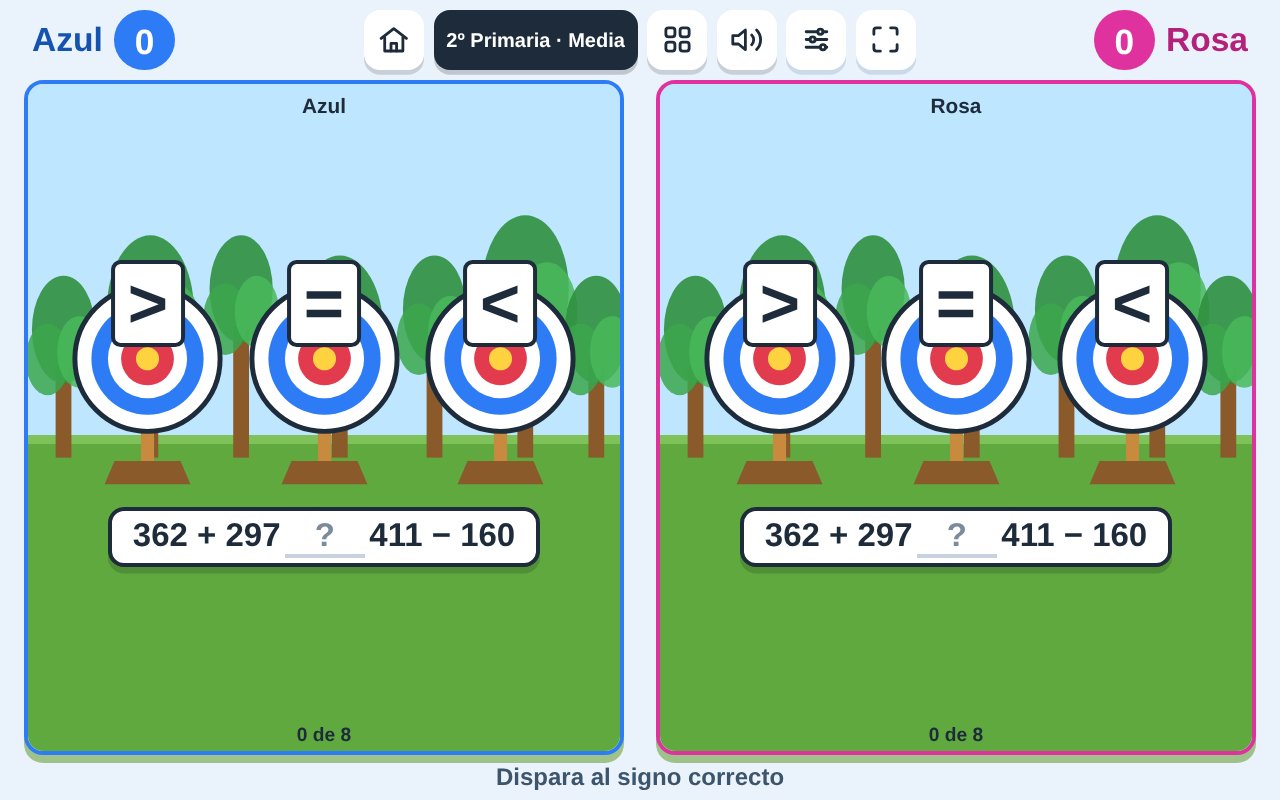 Azul 0
2º Primaria · Media
0 Rosa
Azul
> = <
362 + 297 ? 411 − 160
0 de 8
Rosa
> = <
362 + 297 ? 411 − 160
0 de 8
Dispara al signo correcto